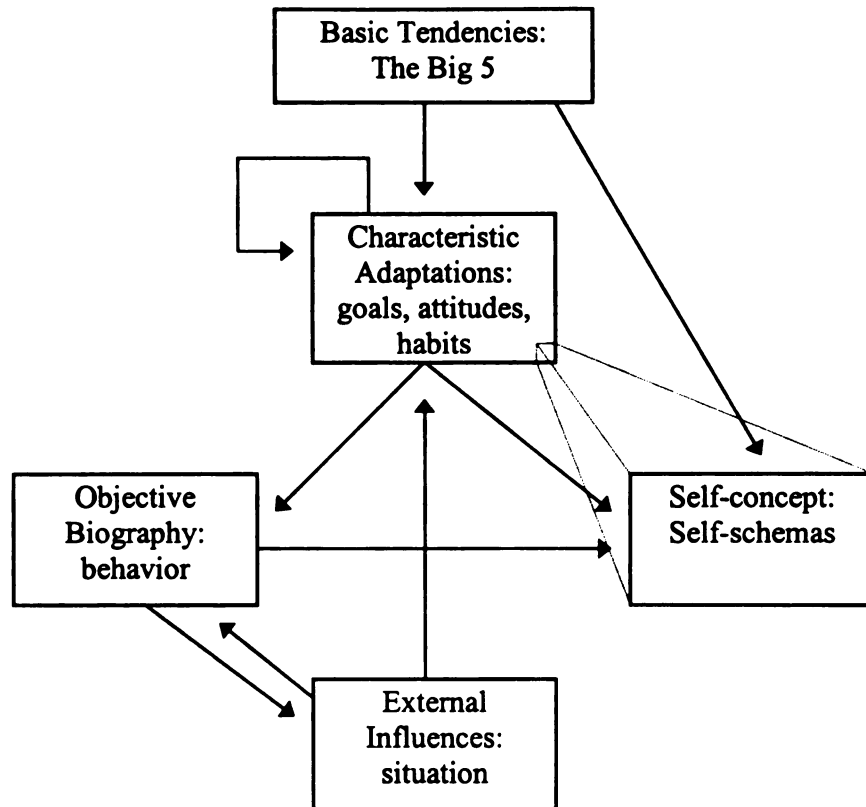 Basic Tendencies:
The Big 5
Characteristic
Adaptations:
goals, attitudes,
habits
Objective
Biography:
behavior
Self-concept:
Self-schemas
External
Influences:
situation